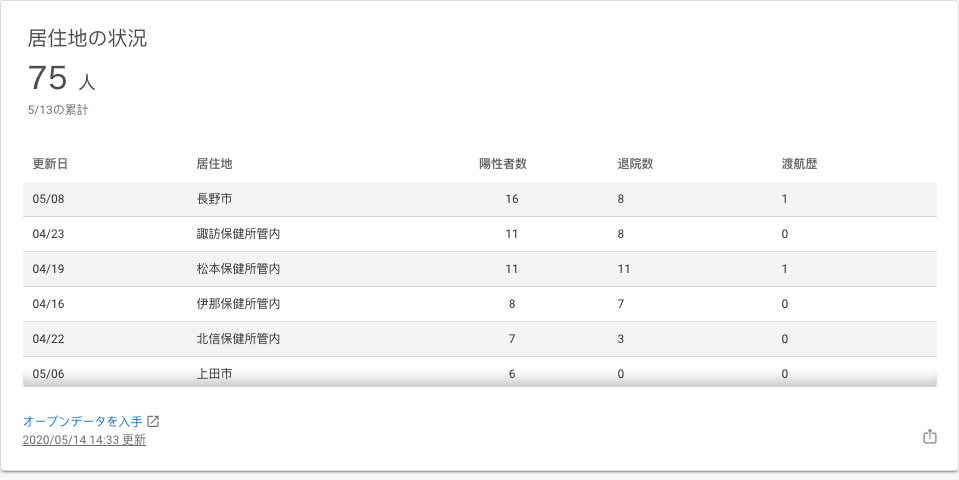 居住地の状況
75 人
5/13の累計
更新日 居住地 陽性者数 退院数 渡航歴
05/08 長野市 16 8 1
04/23 諏訪保健所管内 11 8 0
04/19 松本保健所管内 11 11 1
04/16 伊那保健所管内 8 7 0
04/22 北信保健所管内 7 3 0
05/06 上田市 6 0 0
オープンデータを入手
2020/05/14 14:33 更新